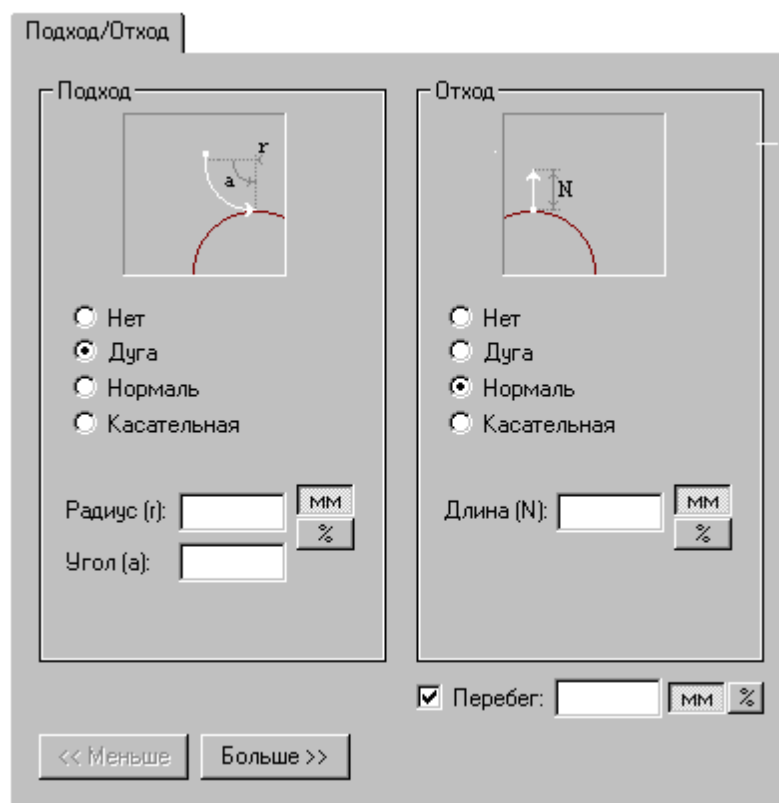 Подход/Отход
Подход
r
a
Нет
Дуга
Нормаль
Касательная
Радиус (r): мм
%
Угол (a):
Отход
N
Нет
Дуга
Нормаль
Касательная
Длина (N): мм
%
Перебег: мм %
<< Меньше Больше >>